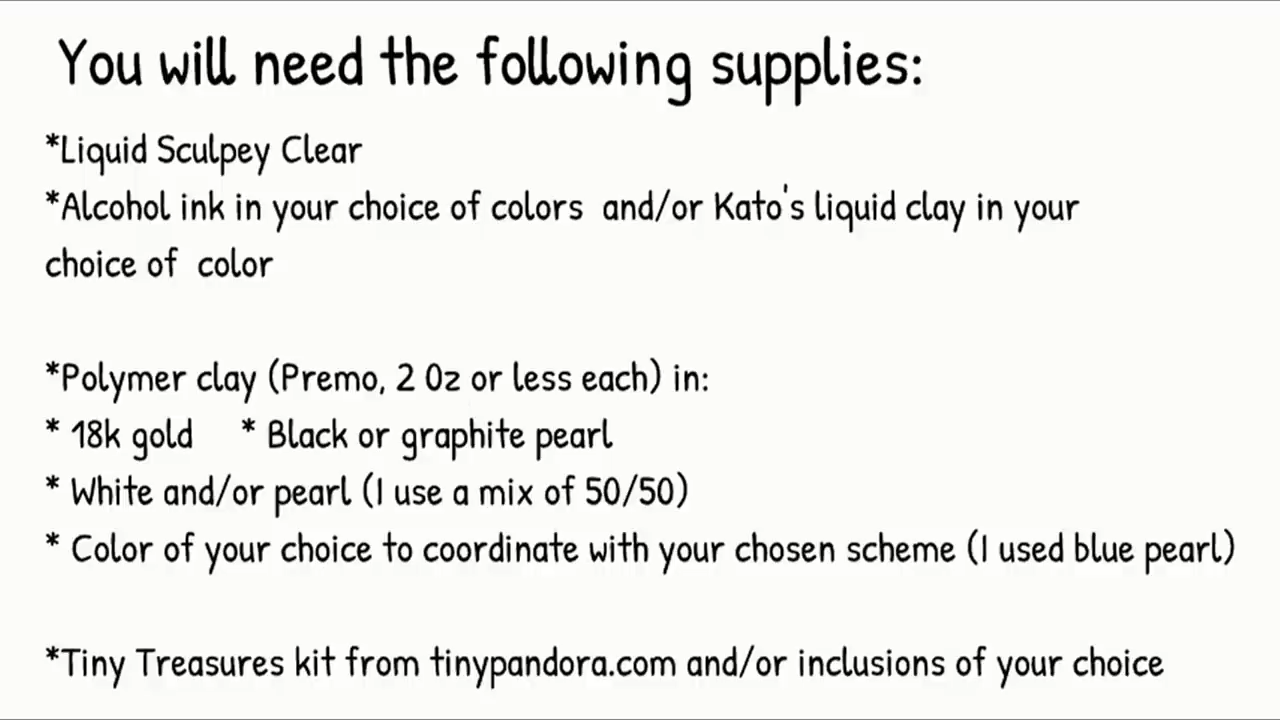 You will need the following supplies:
*Liquid Sculpey Clear
*Alcohol ink in your choice of colors and/or Kato's liquid clay in your
choice of color
*Polymer clay (Premo, 2 Oz or less each) in:
* 18k gold * Black or graphite pearl
* White and/or pearl (I use a mix of 50/50)
* Color of your choice to coordinate with your chosen scheme (I used blue pearl)
*Tiny Treasures kit from tinypandora.com and/or inclusions of your choice